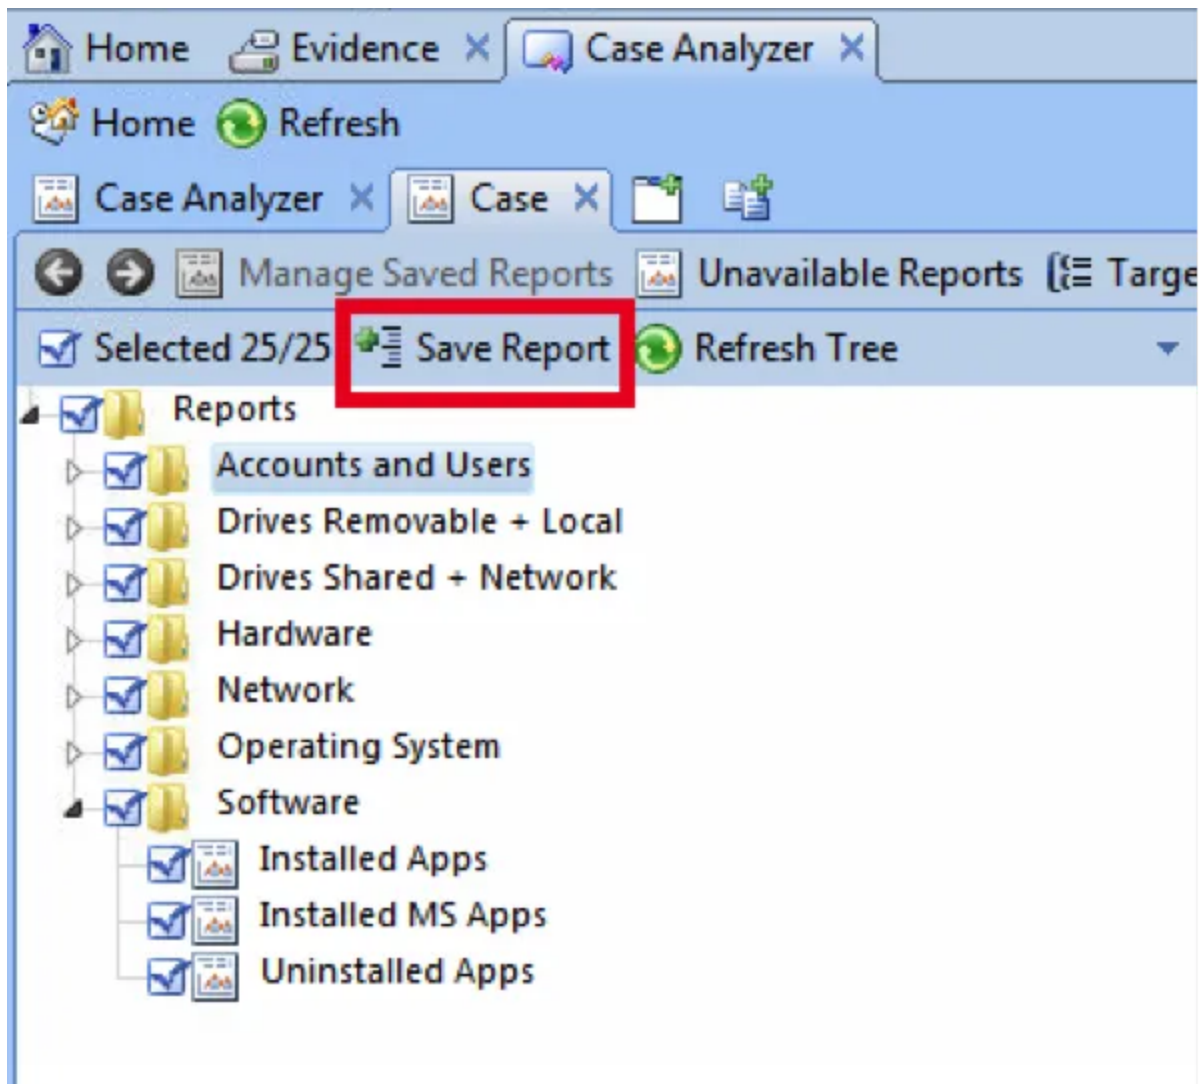 Home Evidence Case Analyzer
Home Refresh
Case Analyzer Case
Manage Saved Reports Unavailable Reports Targe
Selected 25/25 Save Report Refresh Tree
Reports
Accounts and Users
Drives Removable + Local
Drives Shared + Network
Hardware
Network
Operating System
Software
Installed Apps
Installed MS Apps
Uninstalled Apps